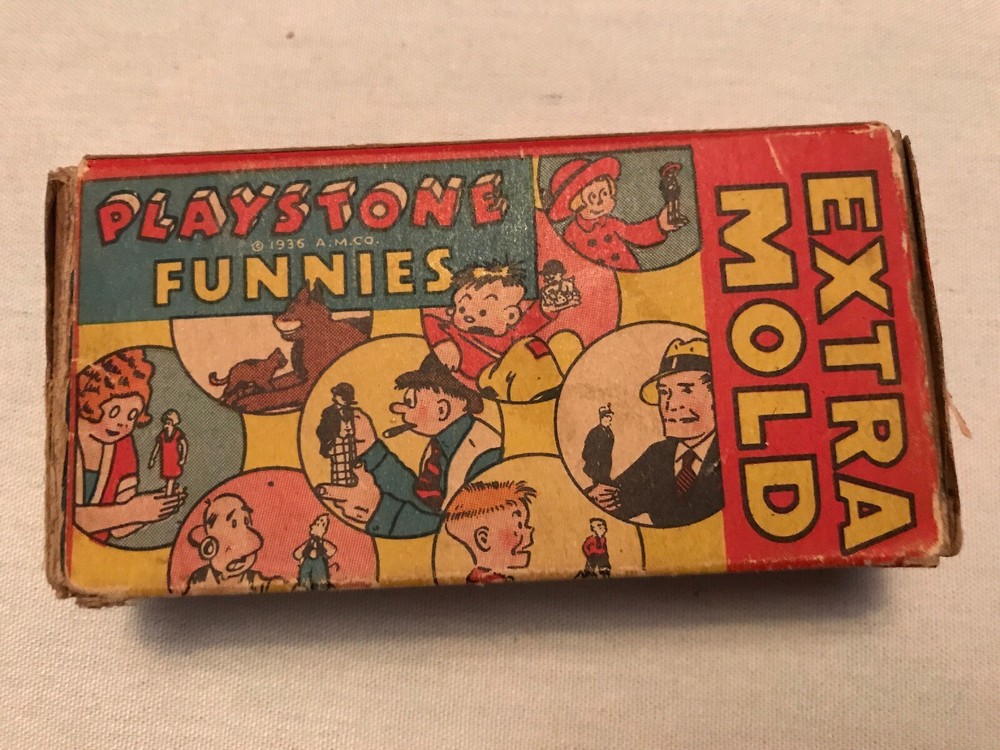 PLAYSTONE
© 1936 A.M.CO.
FUNNIES
EXTRA
MOLD